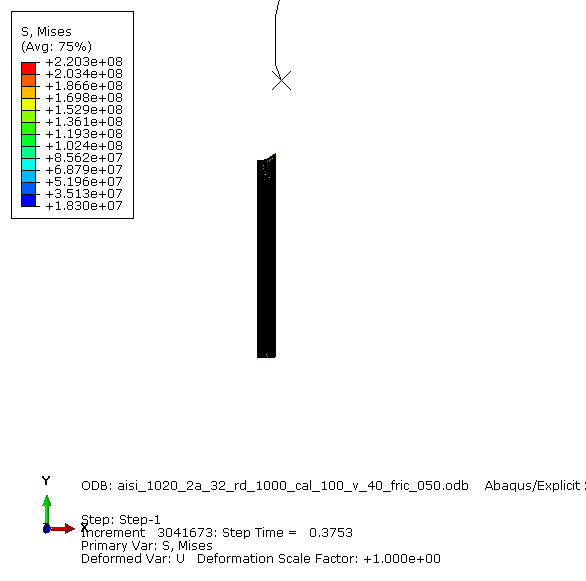 S, Mises
(Avg: 75%)
+2.203e+08
+2.034e+08
+1.866e+08
+1.698e+08
+1.529e+08
+1.361e+08
+1.193e+08
+1.024e+08
+8.562e+07
+6.879e+07
+5.196e+07
+3.513e+07
+1.830e+07
Y
X
ODB: aisi_1020_2a_32_rd_1000_cal_100_v_40_fric_050.odb Abaqus/Explicit
Step: Step-1
Increment 3041673: Step Time = 0.3753
Primary Var: S, Mises
Deformed Var: U Deformation Scale Factor: +1.000e+00